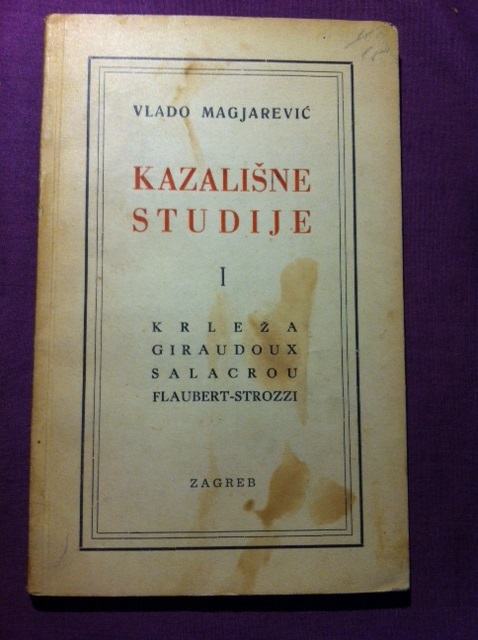 VLADO MAGJAREVIĆ
KAZALIŠNE
STUDIJE
I
KRLEŽA
GIRAUDOUX
SALACROU
FLAUBERT-STROZZI
ZAGREB